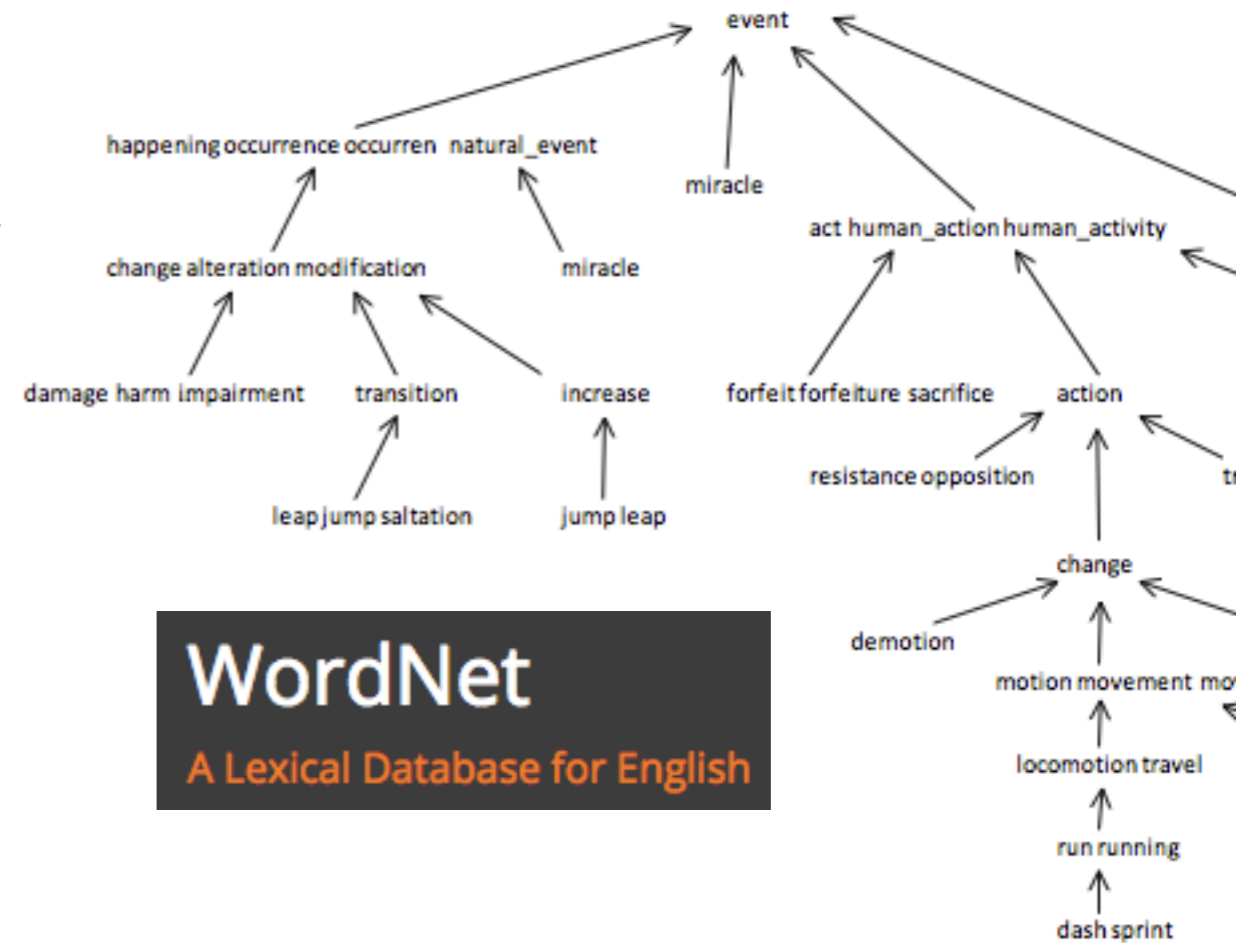 event
happening occurrence occurren natural_event
miracle
act human_action human_activity
change alteration modification
miracle
damage harm impairment
transition
increase
forfeit forfeiture sacrifice
action
resistance opposition
tr
leap jump saltation
jump leap
change
demotion
motion movement mov
locomotion travel
run running
dash sprint
WordNet
A Lexical Database for English